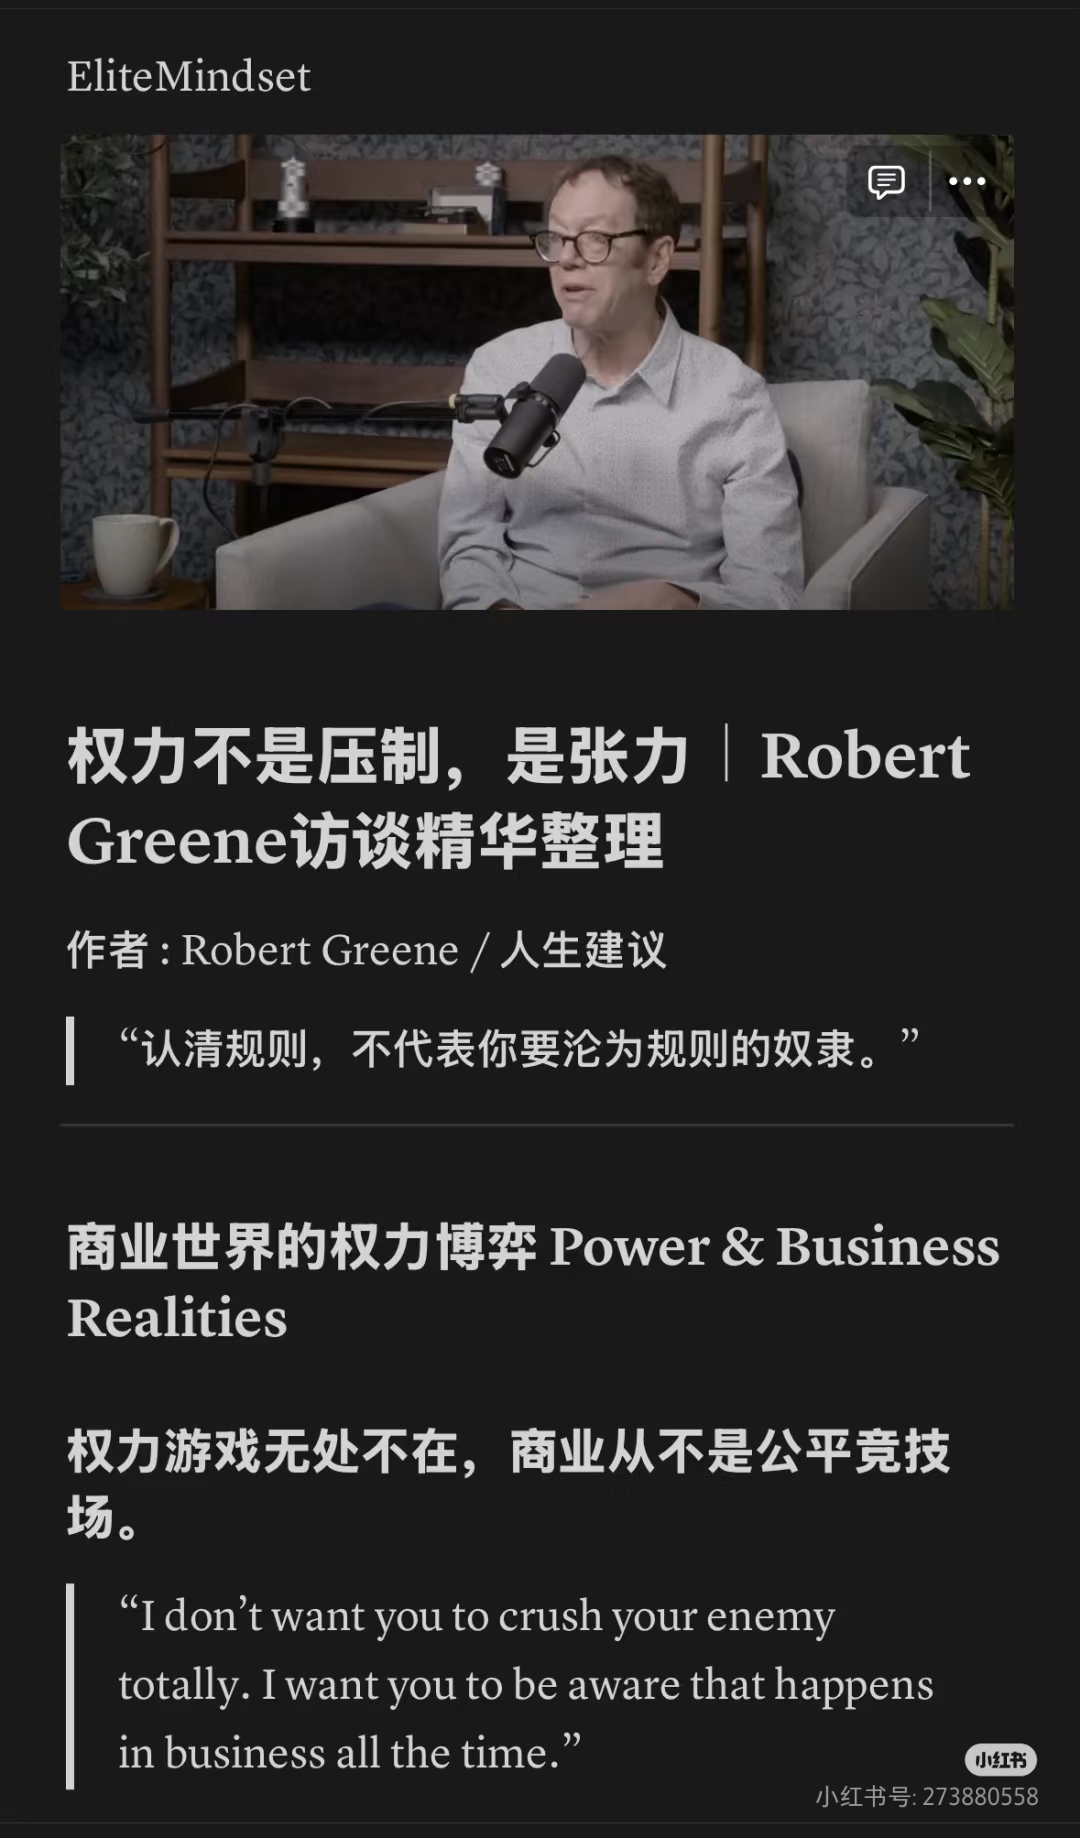 EliteMindset
权力不是压制，是张力｜Robert
Greene访谈精华整理
作者 : Robert Greene / 人生建议
“认清规则，不代表你要沦为规则的奴隶。”
商业世界的权力博弈 Power & Business
Realities
权力游戏无处不在，商业从不是公平竞技
场。
“I don’t want you to crush your enemy
totally. I want you to be aware that happens
in business all the time.”
小红书
小红书号: 273880558